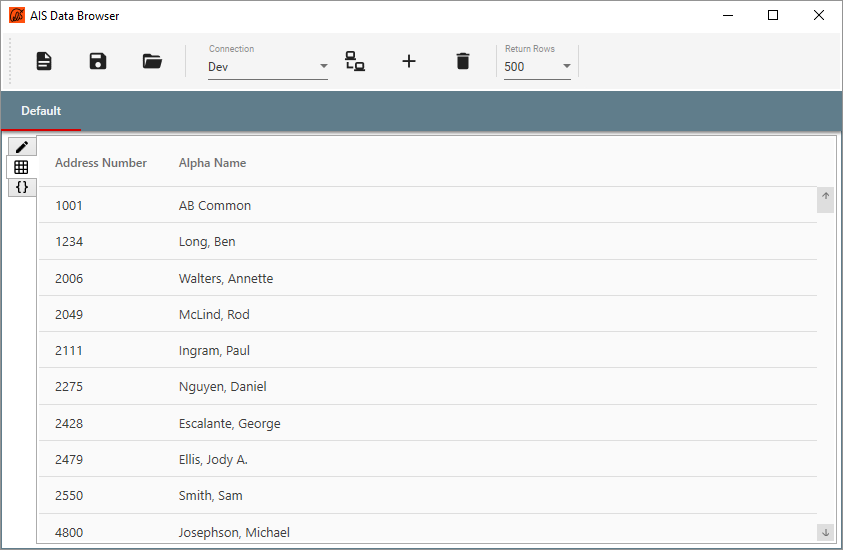 AIS Data Browser
Connection
Return Rows
Dev
500
Default
{}
Address Number Alpha Name
1001 AB Common
1234 Long, Ben
2006 Walters, Annette
2049 McLind, Rod
2111 Ingram, Paul
2275 Nguyen, Daniel
2428 Escalante, George
2479 Ellis, Jody A.
2550 Smith, Sam
4800 Josephson, Michael